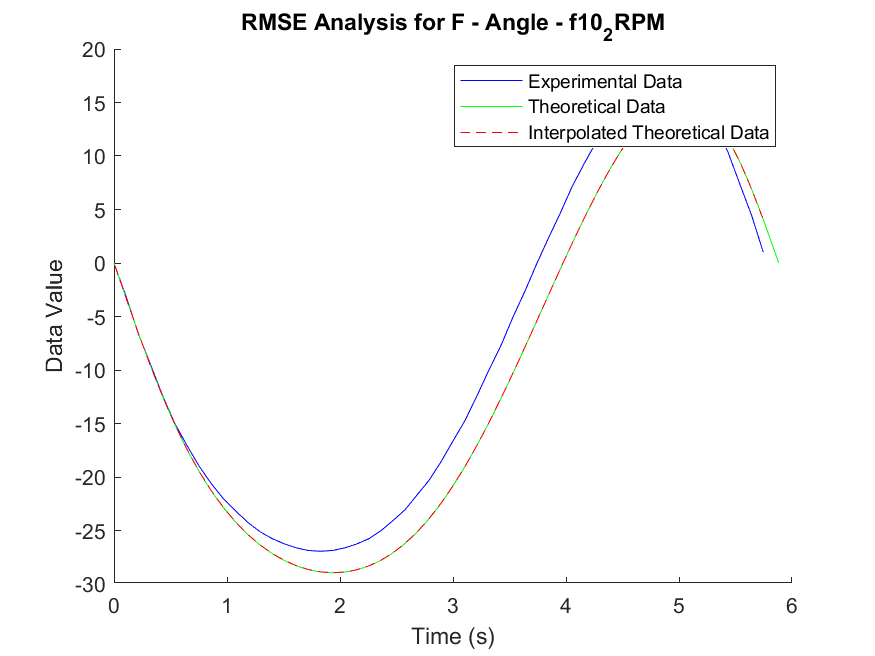 RMSE Analysis for F - Angle - f10₂RPM
Experimental Data
Theoretical Data
Interpolated Theoretical Data
20
15
10
5
0
-5
-10
-15
-20
-25
-30
Data Value
0 1 2 3 4 5 6
Time (s)